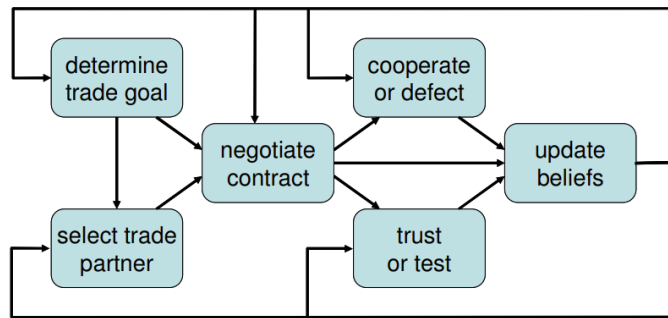 determine
trade goal
cooperate
or defect
negotiate
contract
update
beliefs
select trade
partner
trust
or test